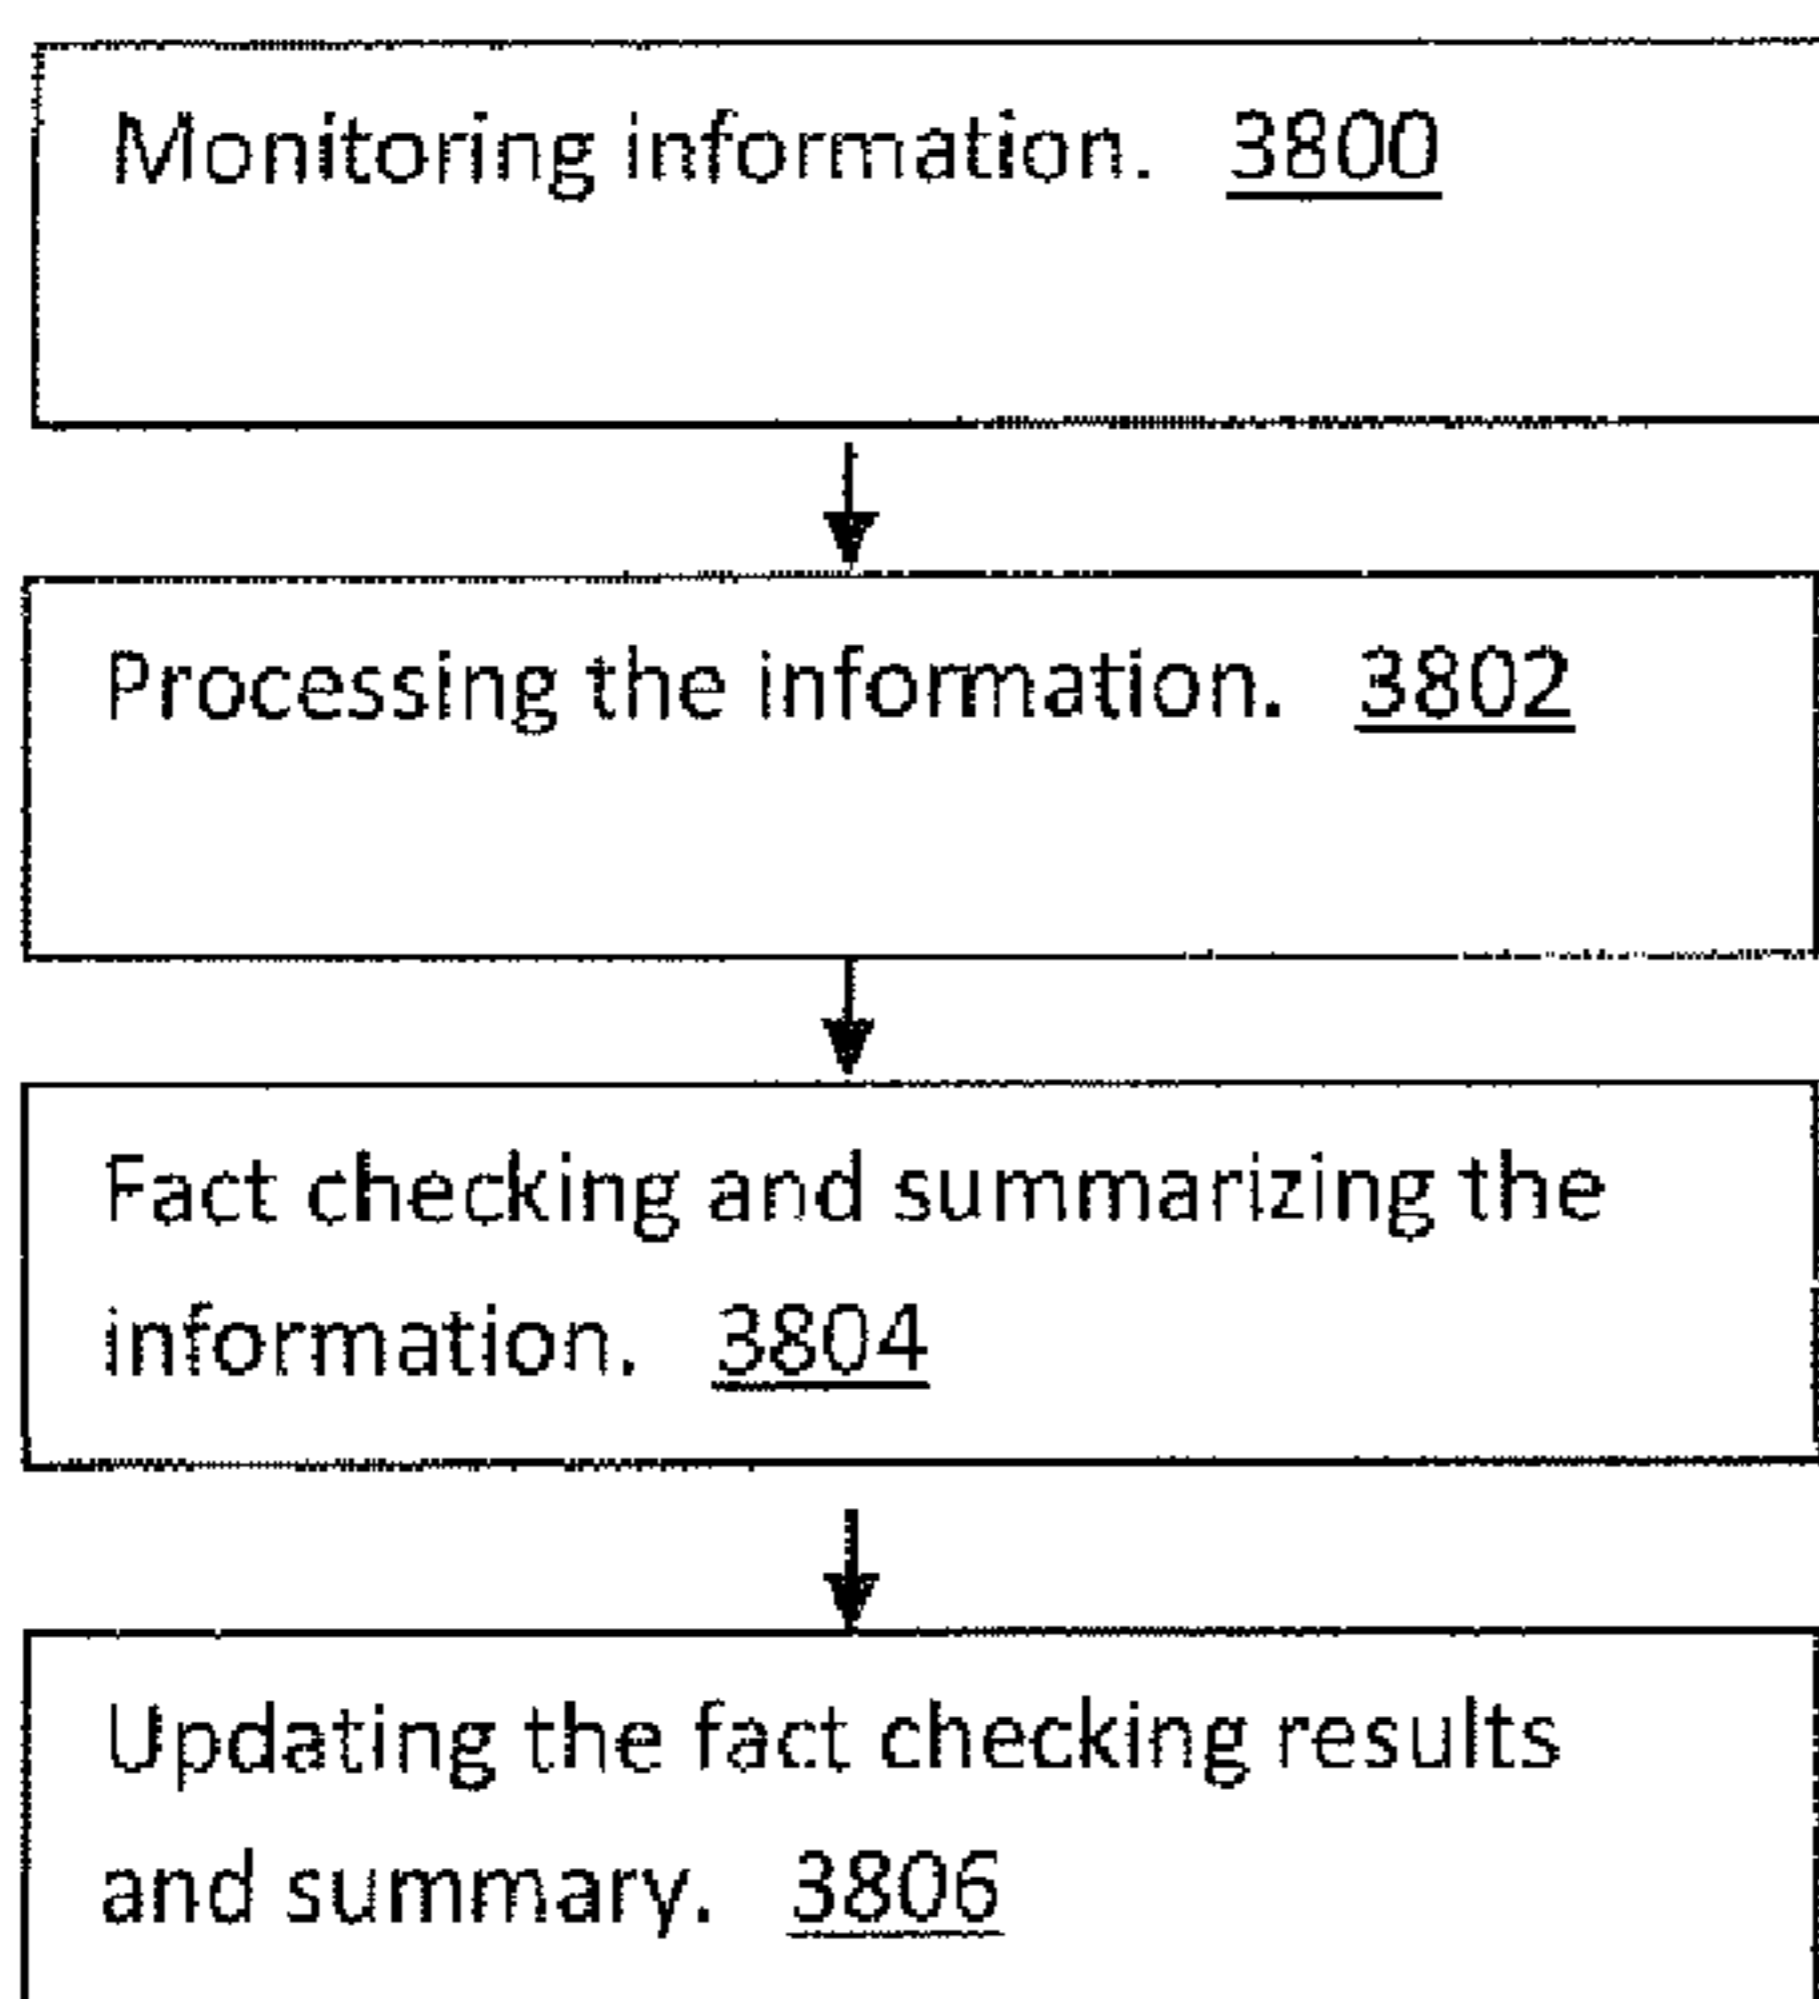 Monitoring information. 3800
Processing the information. 3802
Fact checking and summarizing the
information. 3804
Updating the fact checking results
and summary. 3806